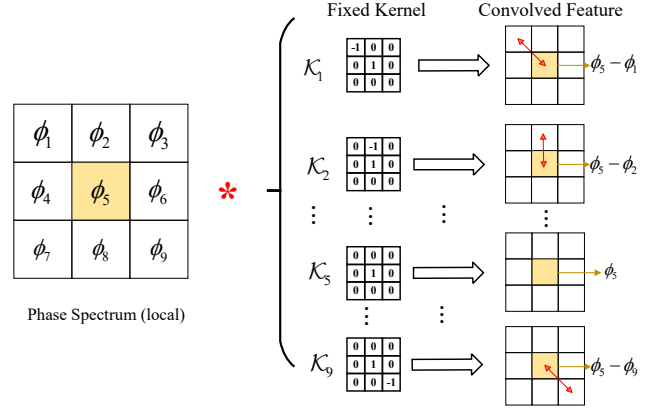 Fixed Kernel
Convolved Feature
ϕ₁ ϕ₂ ϕ₃
ϕ₄ ϕ₅ ϕ₆
ϕ₇ ϕ₈ ϕ₉
Phase Spectrum (local)
*
𝒦₁
-1 0 0
0 1 0
0 0 0
ϕ₅ − ϕ₁
𝒦₂
0 -1 0
0 1 0
0 0 0
ϕ₅ − ϕ₂
⋮ ⋮ ⋮ ⋮
𝒦₅
0 0 0
0 1 0
0 0 0
ϕ₅
⋮ ⋮
𝒦₉
0 0 0
0 1 0
0 0 -1
ϕ₅ − ϕ₉